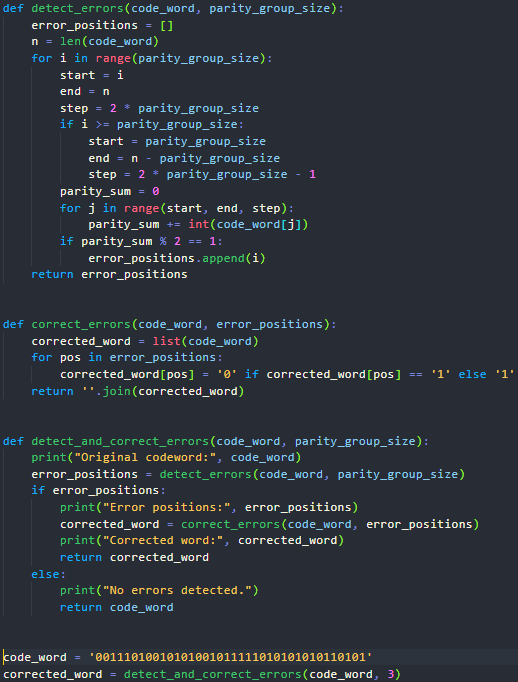 def detect_errors(code_word, parity_group_size):
    error_positions = []
    n = len(code_word)
    for i in range(parity_group_size):
        start = i
        end = n
        step = 2 * parity_group_size
        if i >= parity_group_size:
            start = parity_group_size
            end = n - parity_group_size
            step = 2 * parity_group_size - 1
        parity_sum = 0
        for j in range(start, end, step):
            parity_sum += int(code_word[j])
        if parity_sum % 2 == 1:
            error_positions.append(i)
    return error_positions
def correct_errors(code_word, error_positions):
    corrected_word = list(code_word)
    for pos in error_positions:
        corrected_word[pos] = '0' if corrected_word[pos] == '1' else '1'
    return ''.join(corrected_word)
def detect_and_correct_errors(code_word, parity_group_size):
    print("Original codeword:", code_word)
    error_positions = detect_errors(code_word, parity_group_size)
    if error_positions:
        print("Error positions:", error_positions)
        corrected_word = correct_errors(code_word, error_positions)
        print("Corrected word:", corrected_word)
        return corrected_word
    else:
        print("No errors detected.")
        return code_word
code_word = '001110100101010010111110101010101110101'
corrected_word = detect_and_correct_errors(code_word, 3)